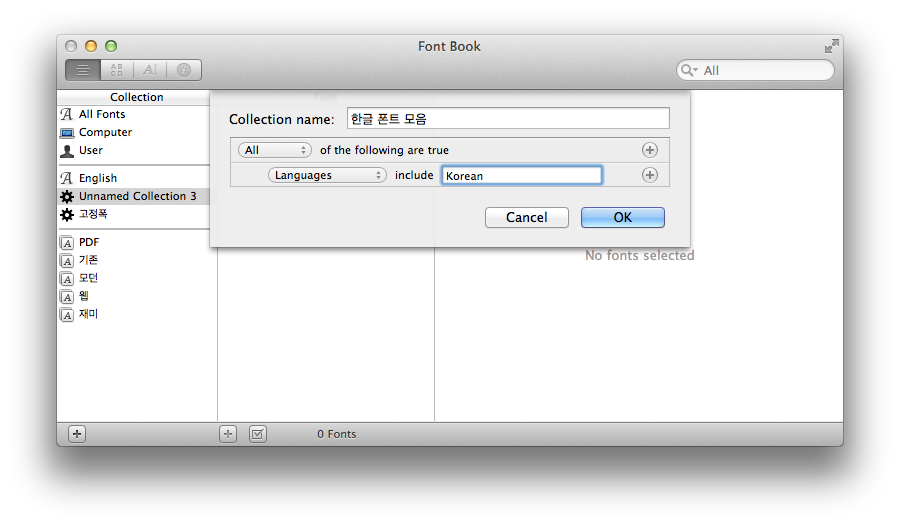 Font Book
ABCD
AI
All
Collection
All Fonts
Computer
User
English
Unnamed Collection 3
고정폭
PDF
기존
모던
웹
재미
Collection name: 한글 폰트 모음
All of the following are true
Languages include Korean
Cancel OK
No fonts selected
0 Fonts